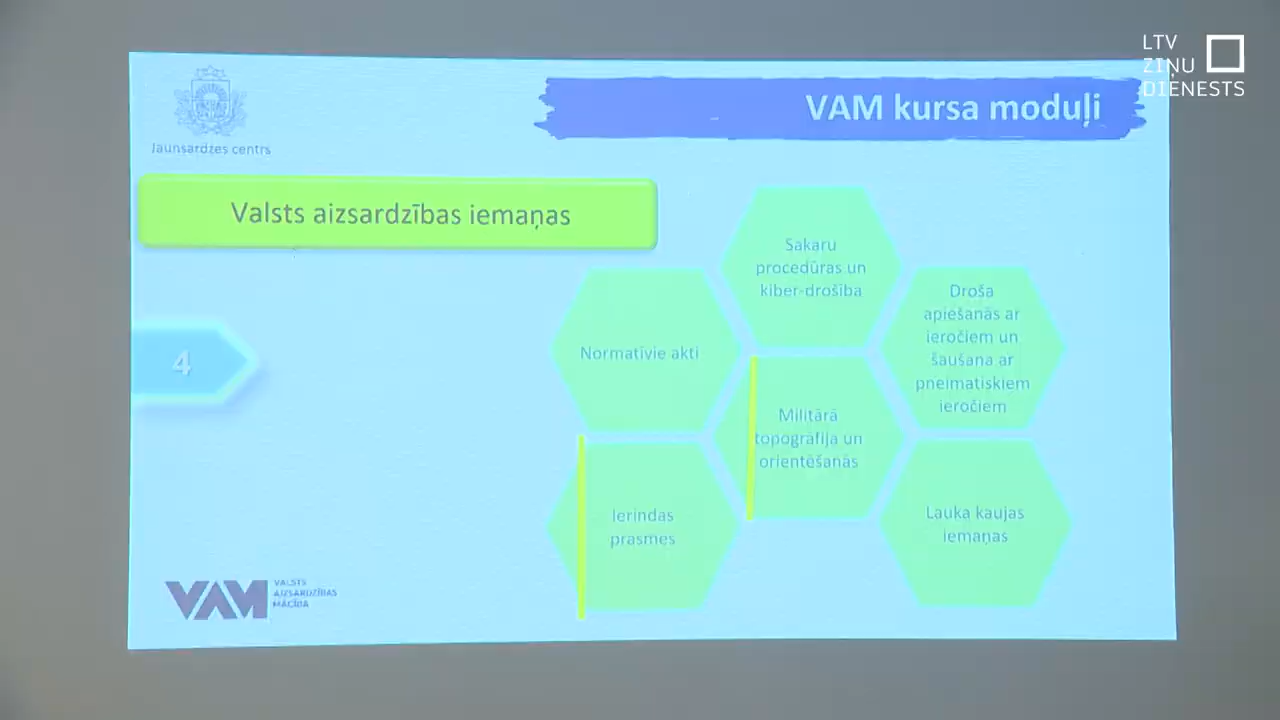 LTV
ZIŅU
DIENESTS
VAM kursa moduļi
Jaunsardzes centrs
Valsts aizsardzības iemaņas
4
Sakaru
procedūras un
kiber-drošība
Normatīvie akti
Droša
apiešanās ar
ieročiem un
šaušana ar
pneimatiskiem
ieročiem
Militārā
topogrāfija un
orientēšanās
Ierindas
prasmes
Lauka kaujas
iemaņas
VAM
VALSTS
AIZSARDZĪBAS
MĀCĪBA